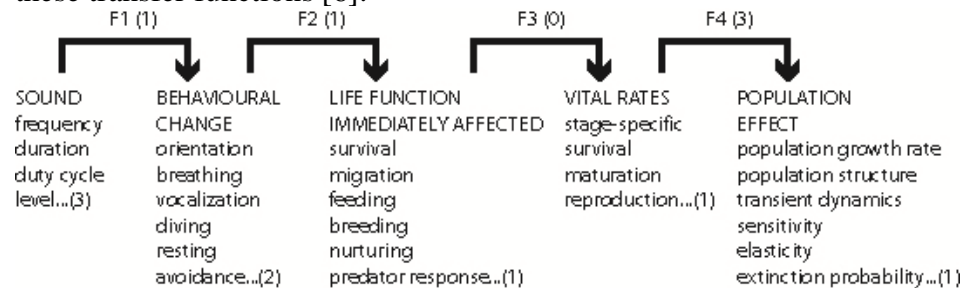 these transfer functions [6].
F1 (1) F2 (1) F3 (0) F4 (3)
SOUND BEHAVIOURAL LIFE FUNCTION VITAL RATES POPULATION
frequency CHANGE IMMEDIATELY AFFECTED stage-specific EFFECT
duration orientation survival survival population growth rate
duty cycle breathing migration maturation population structure
level...(3) vocalization feeding reproduction...(1) transient dynamics
diving breeding sensitivity
resting nurturing elasticity
avoidance...(2) predator response...(1) extinction probability...(1)